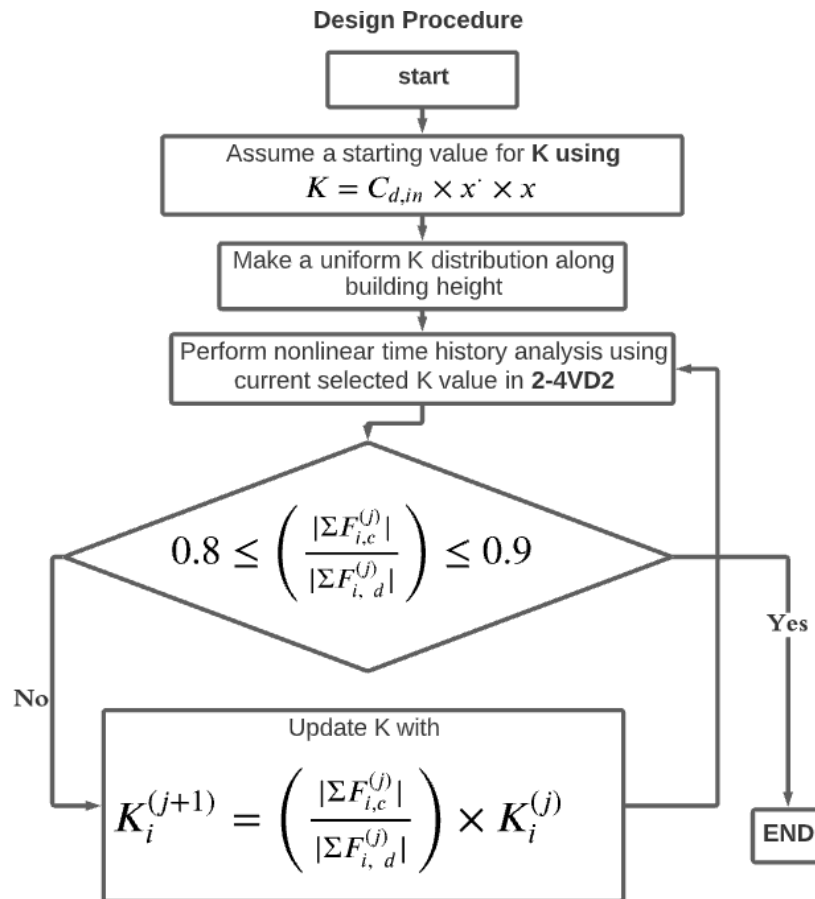 Design Procedure
start
Assume a starting value for K using
K = C_{d,in} × x˙ × x
Make a uniform K distribution along
building height
Perform nonlinear time history analysis using
current selected K value in 2-4VD2
0.8 ≤ ( |ΣF_{i,c}^{(j)}| / |ΣF_{i, d}^{(j)}| ) ≤ 0.9
Yes
No
Update K with
K_i^{(j+1)} = ( |ΣF_{i,c}^{(j)}| / |ΣF_{i, d}^{(j)}| ) × K_i^{(j)}
END